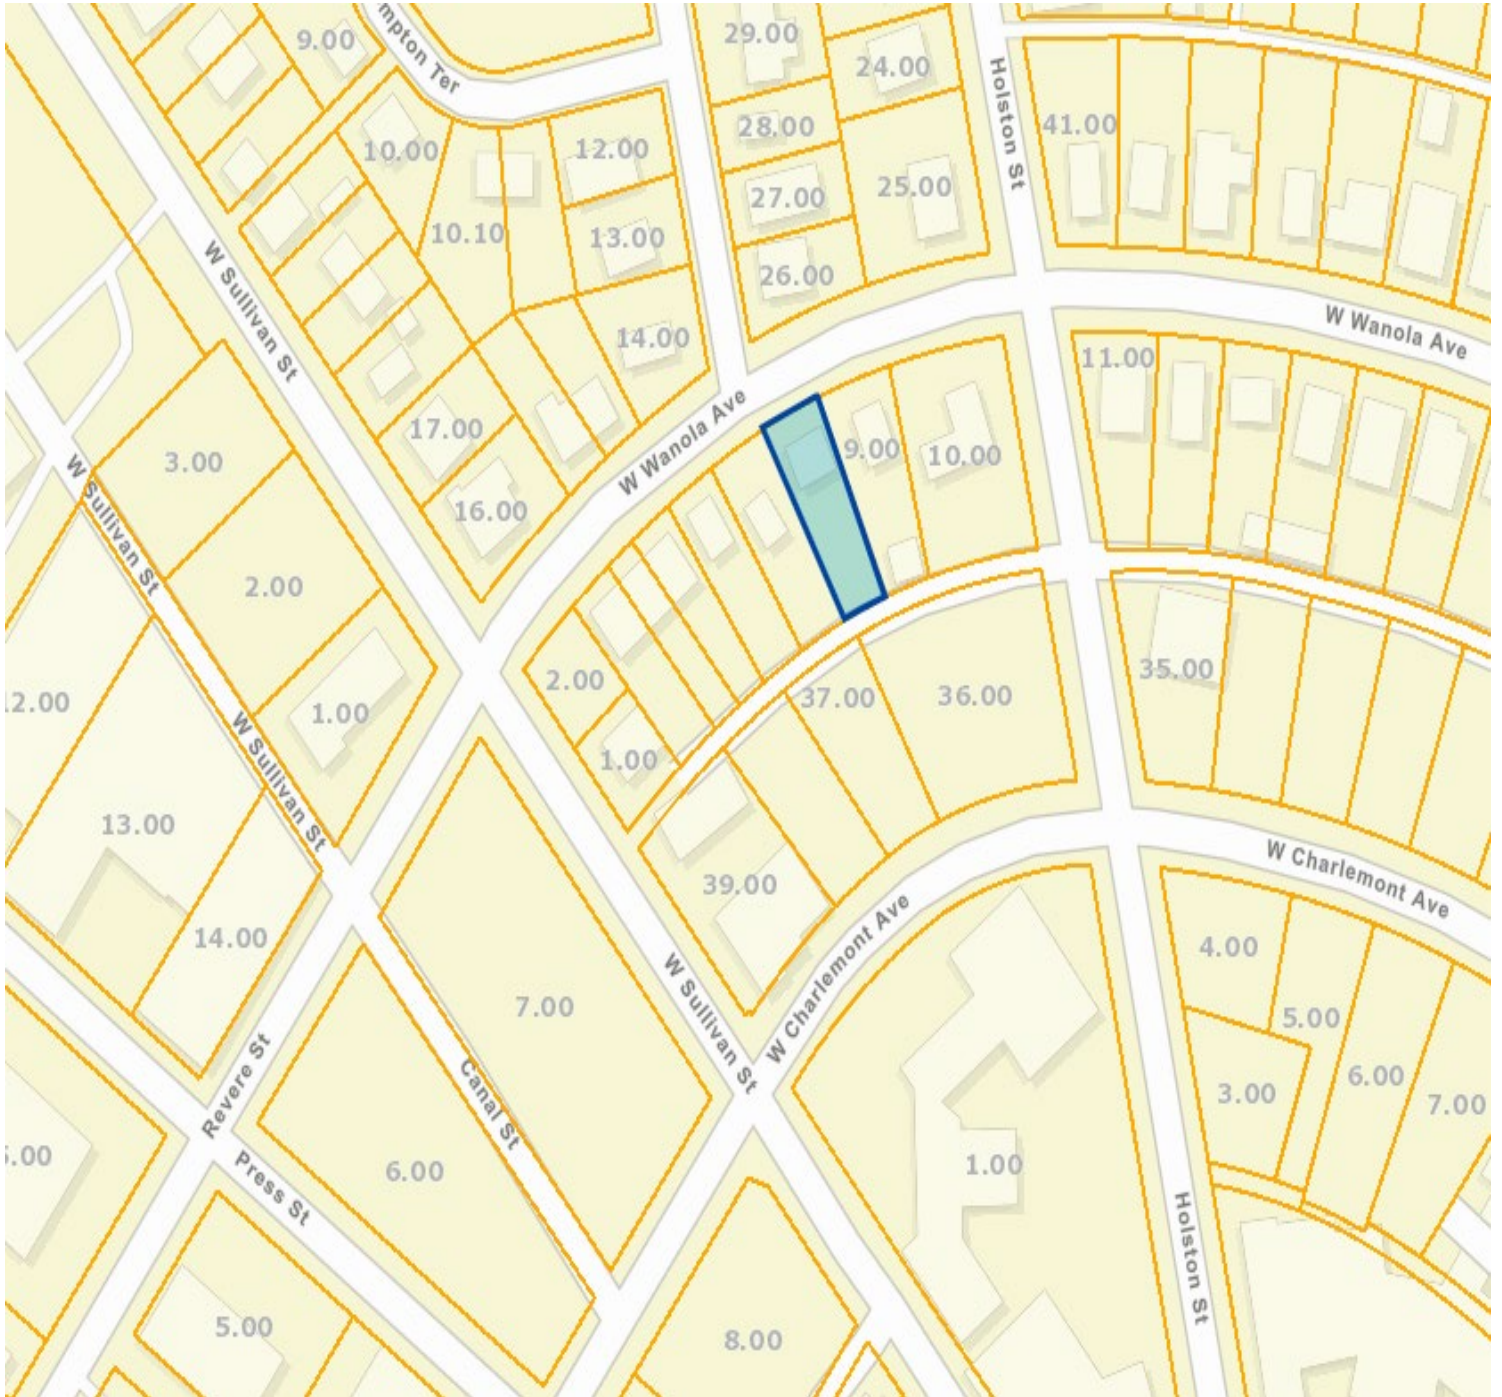 9.00
mpton Ter
29.00
24.00
Holston St
10.00
12.00
28.00
41.00
10.10
13.00
27.00
25.00
26.00
W Sullivan St
14.00
W Wanola Ave
11.00
17.00
W Wanola Ave
9.00
10.00
3.00
16.00
W Sullivan St
2.00
2.00
37.00
36.00
35.00
12.00
1.00
1.00
W Sullivan St
13.00
39.00
W Charlemont Ave
14.00
W Charlemont Ave
4.00
7.00
W Sullivan St
5.00
Revere St
Canal St
3.00
6.00
7.00
5.00
6.00
1.00
Press St
Holston St
5.00
8.00